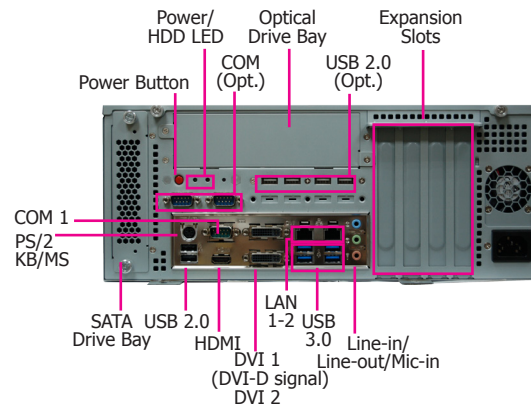 Power/
HDD LED
Optical
Drive Bay
Expansion
Slots
COM
(Opt.)
USB 2.0
(Opt.)
Power Button
COM 1
PS/2
KB/MS
SATA
Drive Bay
USB 2.0
HDMI
DVI 1
(DVI-D signal)
DVI 2
LAN
1-2
USB
3.0
Line-in/
Line-out/Mic-in